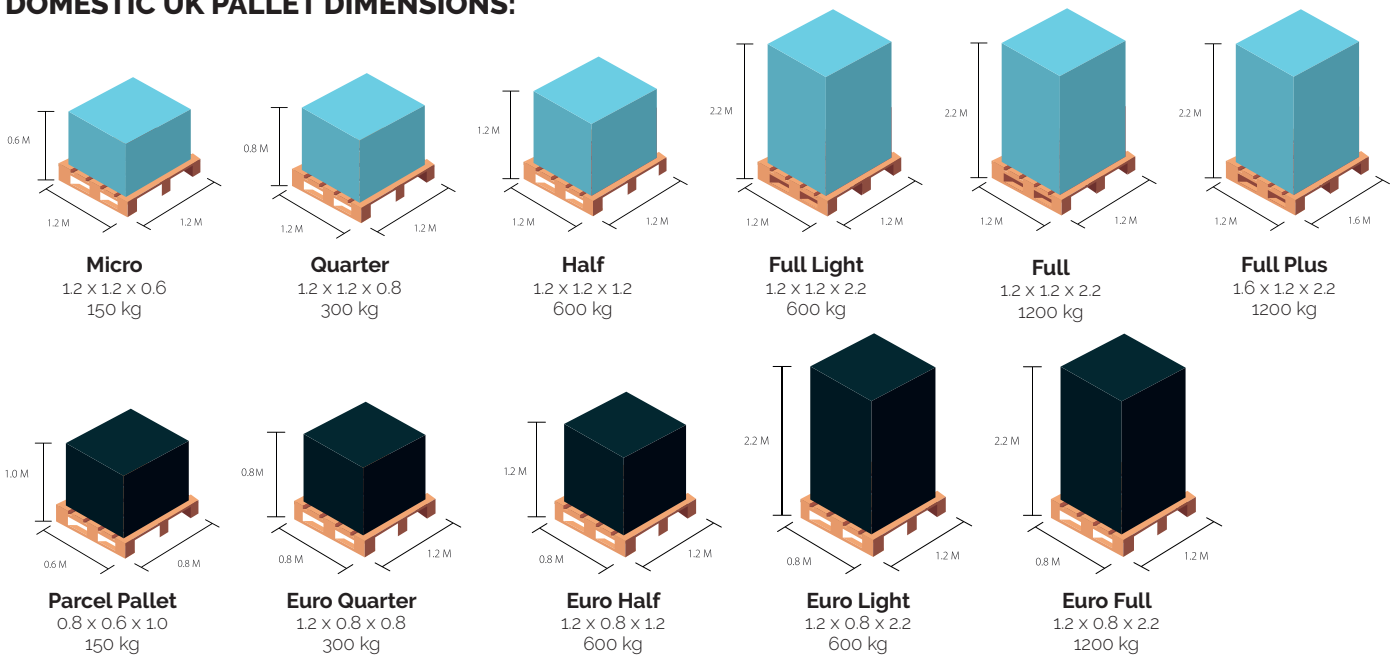 DOMESTIC UK PALLET DIMENSIONS:
0.6 M
1.2 M
1.2 M
Micro
1.2 x 1.2 x 0.6
150 kg
0.8 M
1.2 M
1.2 M
Quarter
1.2 x 1.2 x 0.8
300 kg
1.2 M
1.2 M
1.2 M
Half
1.2 x 1.2 x 1.2
600 kg
2.2 M
1.2 M
1.2 M
Full Light
1.2 x 1.2 x 2.2
600 kg
2.2 M
1.2 M
1.2 M
Full
1.2 x 1.2 x 2.2
1200 kg
2.2 M
1.2 M
1.6 M
Full Plus
1.6 x 1.2 x 2.2
1200 kg
1.0 M
0.6 M
0.8 M
Parcel Pallet
0.8 x 0.6 x 1.0
150 kg
0.8M
0.8 M
1.2 M
Euro Quarter
1.2 x 0.8 x 0.8
300 kg
1.2 M
0.8 M
1.2 M
Euro Half
1.2 x 0.8 x 1.2
600 kg
2.2 M
0.8 M
1.2 M
Euro Light
1.2 x 0.8 x 2.2
600 kg
2.2 M
0.8 M
1.2 M
Euro Full
1.2 x 0.8 x 2.2
1200 kg